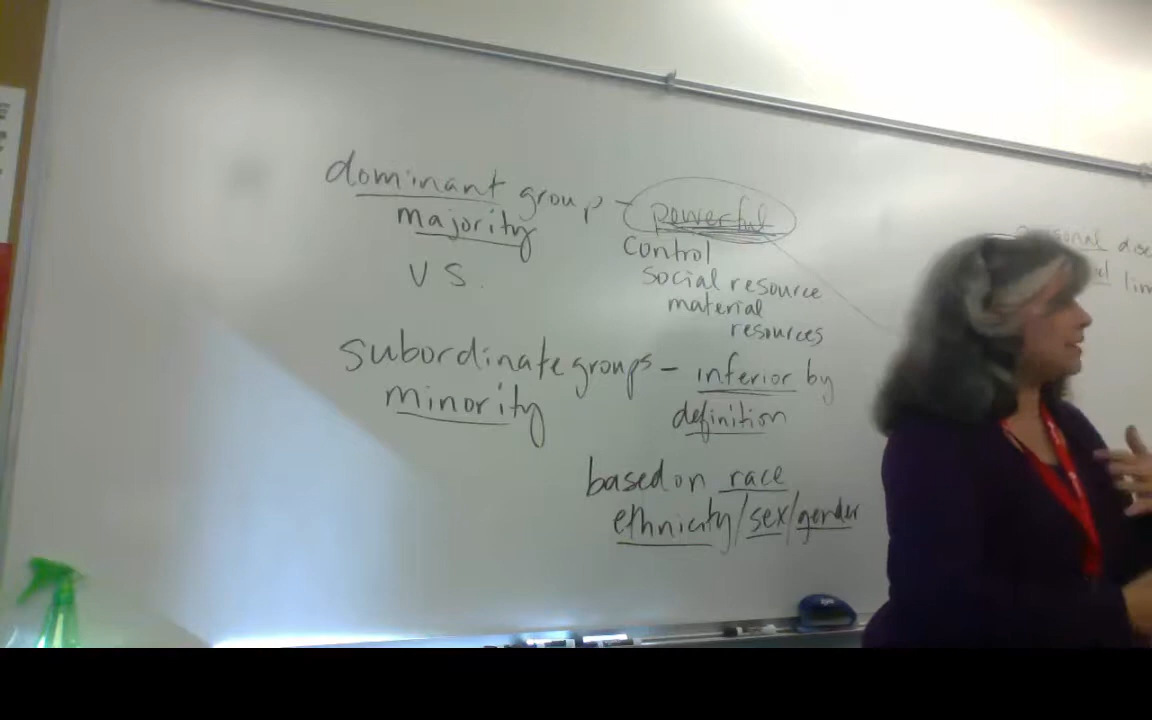 dominant group - powerful
majority
control
vs.
social resource
material
resources
subordinate groups - inferior by
minority
definition
based on race
ethnicity/sex/gender